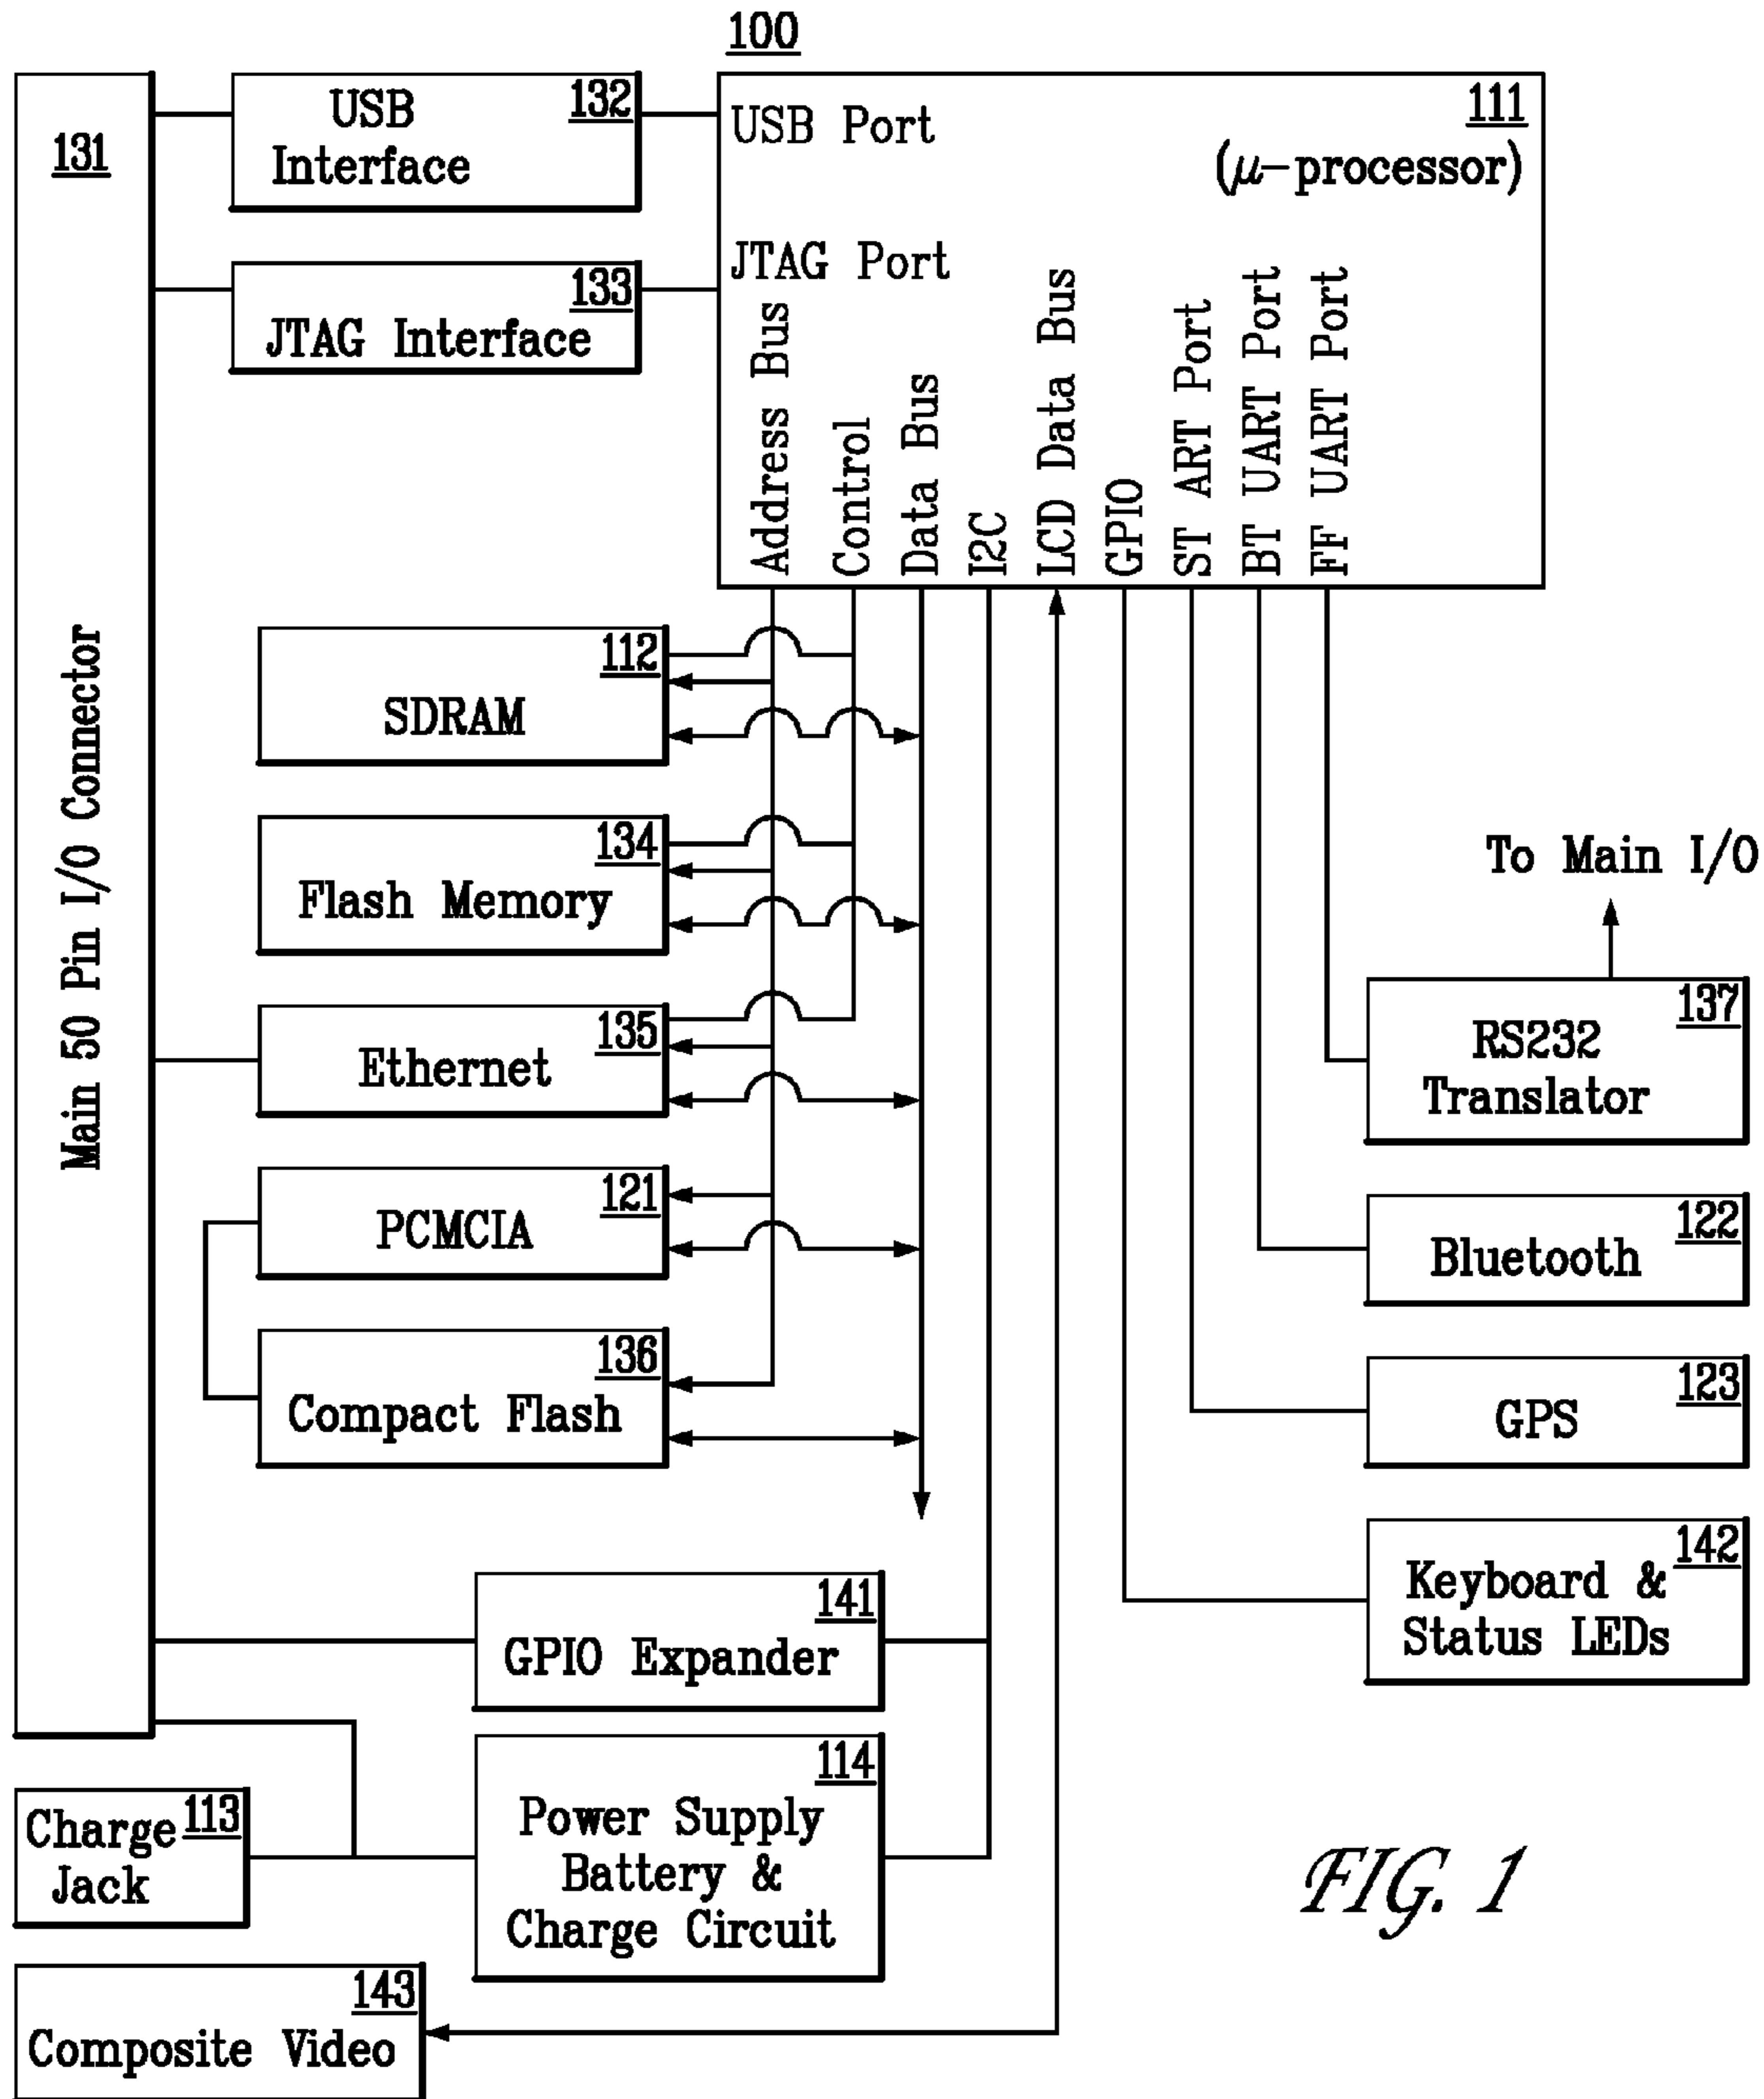 100
131
Main 50 Pin I/O Connector
USB
Interface
132
JTAG Interface
133
111
(μ-processor)
USB Port
JTAG Port
Address Bus
Control
Data Bus
I2C
LCD Data Bus
GPIO
ST ART Port
BT UART Port
FF UART Port
112
SDRAM
134
Flash Memory
135
Ethernet
121
PCMCIA
136
Compact Flash
To Main I/O
137
RS232
Translator
122
Bluetooth
123
GPS
142
Keyboard &
Status LEDs
141
GPIO Expander
114
Power Supply
Battery &
Charge Circuit
113
Charge
Jack
143
Composite Video
FIG. 1